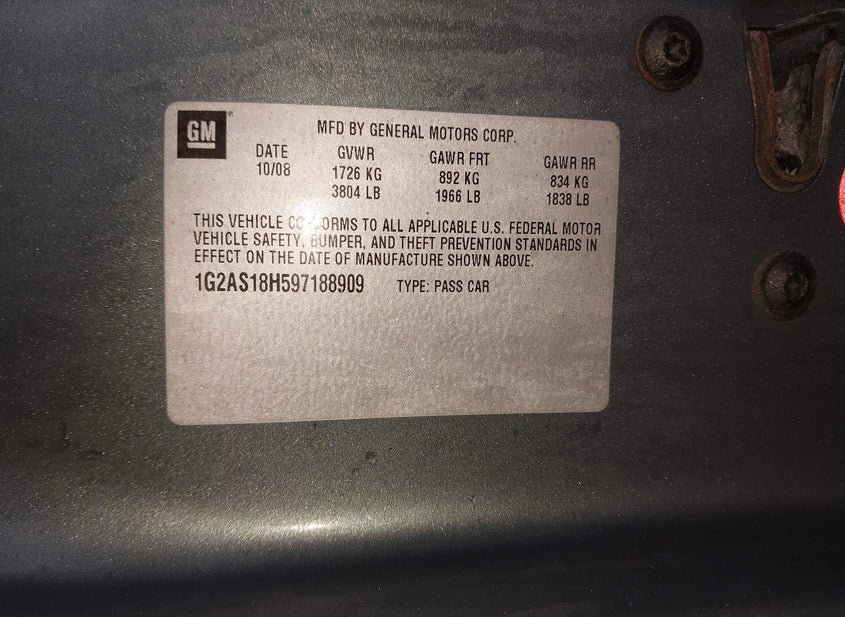 GM
MFD BY GENERAL MOTORS CORP.
DATE GVWR GAWR FRT GAWR RR
10/08 1726 KG 892 KG 834 KG
3804 LB 1966 LB 1838 LB
THIS VEHICLE CO FORMS TO ALL APPLICABLE U.S. FEDERAL MOTOR
VEHICLE SAFETY, BUMPER, AND THEFT PREVENTION STANDARDS IN
EFFECT ON THE DATE OF MANUFACTURE SHOWN ABOVE.
1G2AS18H597188909 TYPE: PASS CAR